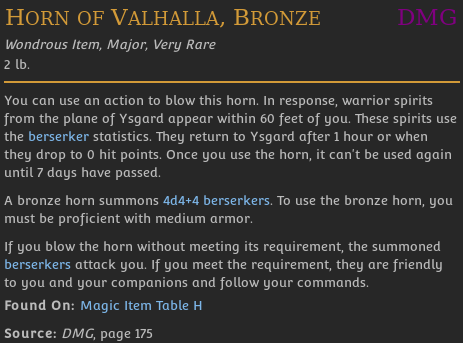 Horn of Valhalla, Bronze DMG
Wondrous Item, Major, Very Rare
2 lb.
You can use an action to blow this horn. In response, warrior spirits
from the plane of Ysgard appear within 60 feet of you. These spirits use
the berserker statistics. They return to Ysgard after 1 hour or when
they drop to 0 hit points. Once you use the horn, it can't be used again
until 7 days have passed.
A bronze horn summons 4d4+4 berserkers. To use the bronze horn, you
must be proficient with medium armor.
If you blow the horn without meeting its requirement, the summoned
berserkers attack you. If you meet the requirement, they are friendly
to you and your companions and follow your commands.
Found On: Magic Item Table H
Source: DMG, page 175